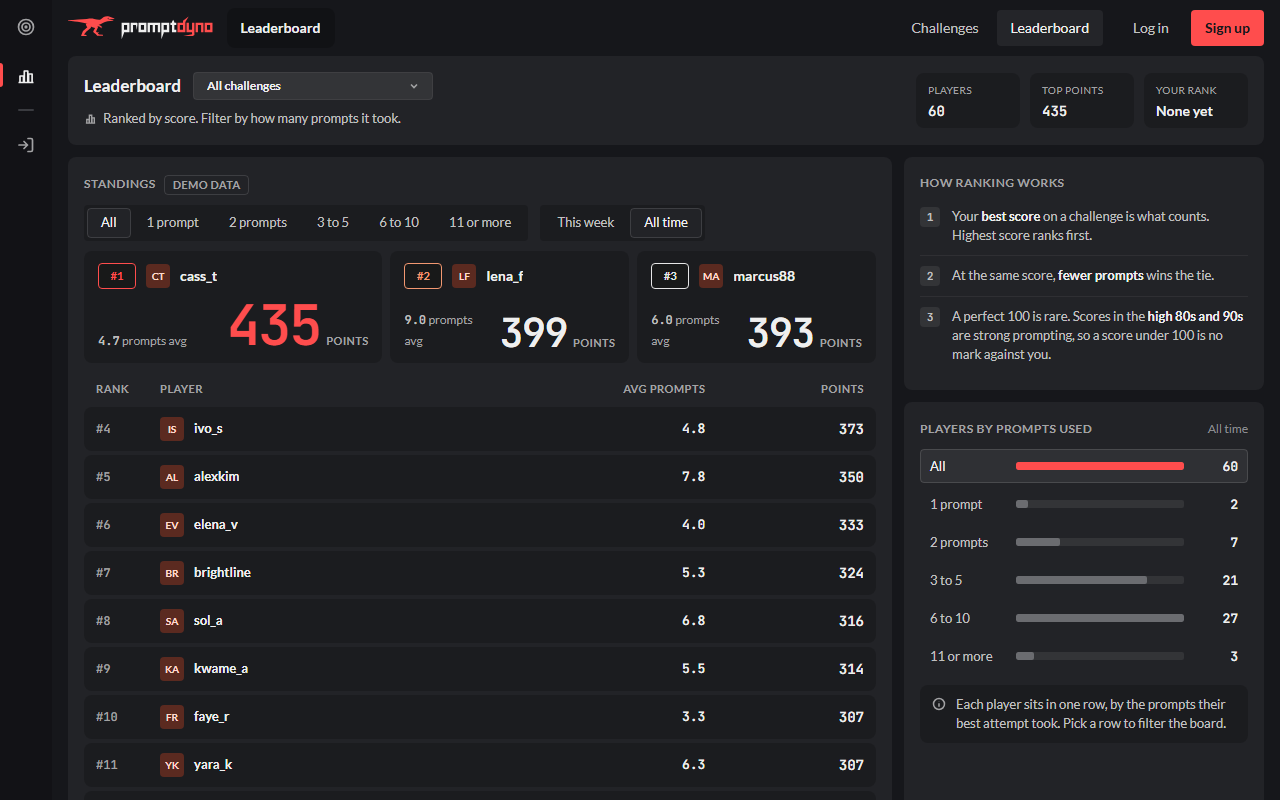 promptdyno
Leaderboard
Challenges
Leaderboard
Log in
Sign up
Leaderboard
All challenges
Ranked by score. Filter by how many prompts it took.
PLAYERS
60
TOP POINTS
435
YOUR RANK
None yet
STANDINGS
DEMO DATA
All
1 prompt
2 prompts
3 to 5
6 to 10
11 or more
This week
All time
#1 CT cass_t
4.7 prompts avg
435 POINTS
#2 LF lena_f
9.0 prompts
avg
399 POINTS
#3 MA marcus88
6.0 prompts
avg
393 POINTS
RANK PLAYER AVG PROMPTS POINTS
#4 IS ivo_s 4.8 373
#5 AL alexkim 7.8 350
#6 EV elena_v 4.0 333
#7 BR brightline 5.3 324
#8 SA sol_a 6.8 316
#9 KA kwame_a 5.5 314
#10 FR faye_r 3.3 307
#11 YK yara_k 6.3 307
HOW RANKING WORKS
1 Your best score on a challenge is what counts.
Highest score ranks first.
2 At the same score, fewer prompts wins the tie.
3 A perfect 100 is rare. Scores in the high 80s and 90s
are strong prompting, so a score under 100 is no
mark against you.
PLAYERS BY PROMPTS USED All time
All 60
1 prompt 2
2 prompts 7
3 to 5 21
6 to 10 27
11 or more 3
Each player sits in one row, by the prompts their
best attempt took. Pick a row to filter the board.